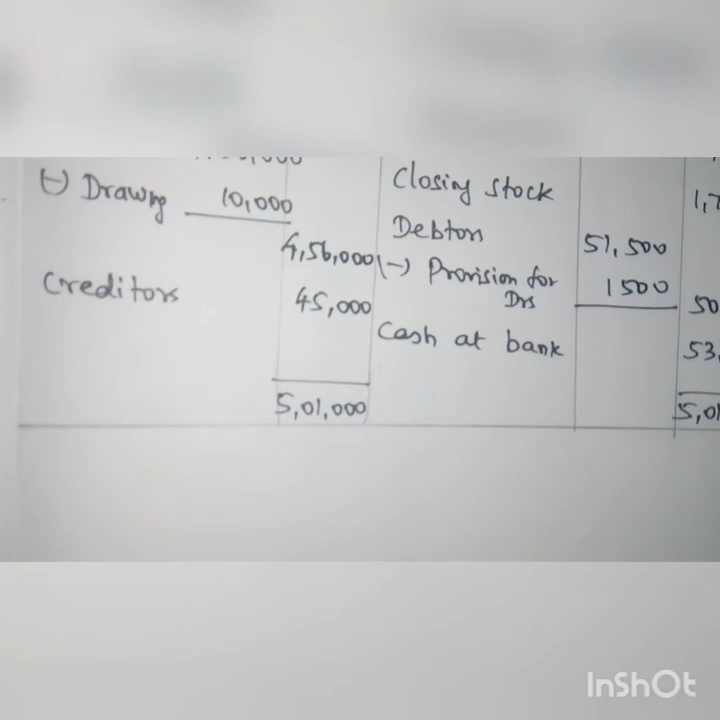 (-) Drawing 10,000
4,56,000
Creditors 45,000
5,01,000
Closing Stock
Debtors 51,500
(-) Provision for Drs 1500
Cash at bank
InShOt